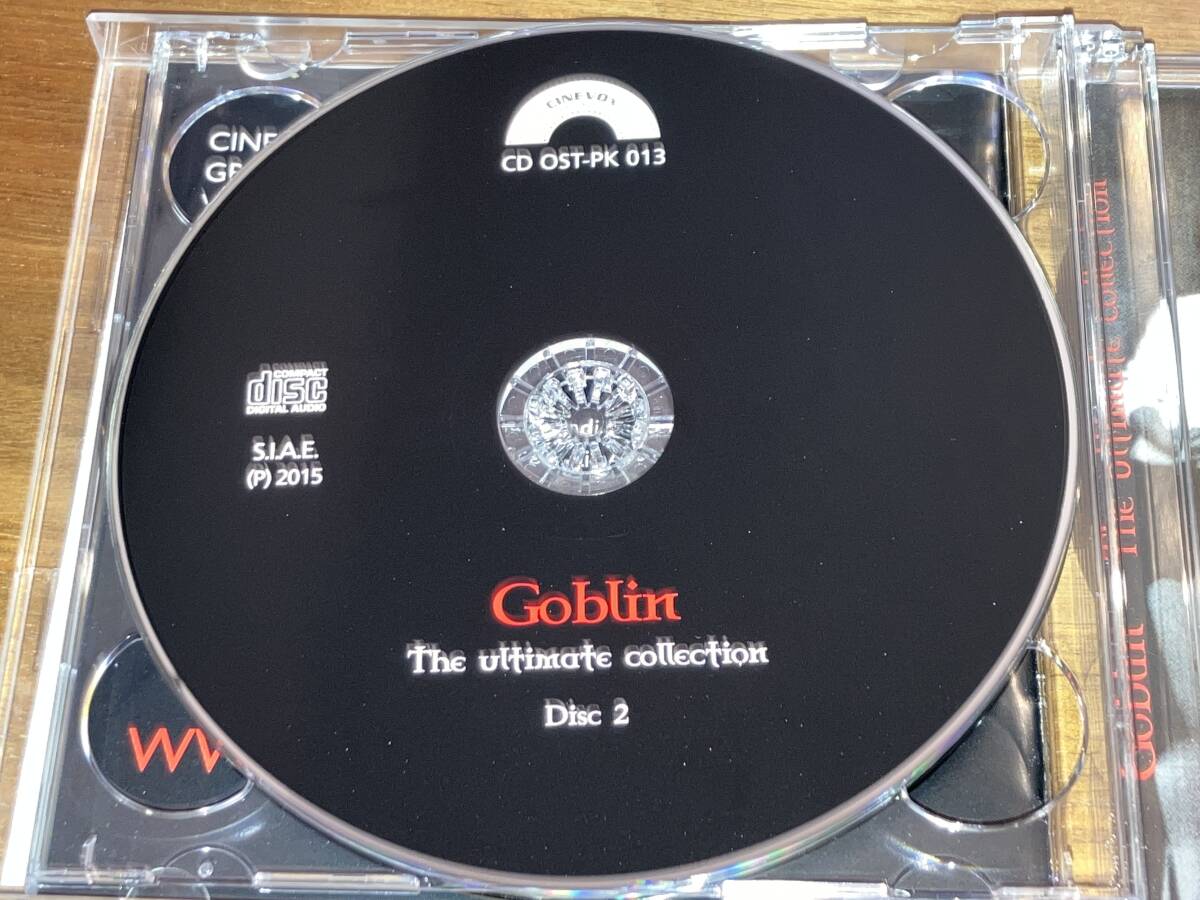 CINEVOX
CD OST-PK 013
COMPACT
disc
DIGITAL AUDIO
S.I.A.E.
(P) 2015
Goblin
The ultimate collection
Disc 2
Goblin The ultimate collection